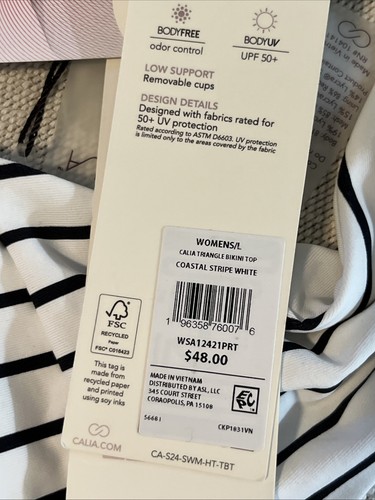 BODYFREE
odor control
BODYUV
UPF 50+
LOW SUPPORT
Removable cups
DESIGN DETAILS
Designed with fabrics rated for
50+ UV protection
Rated according to ASTM D6603. UV protection
is limited only to the areas covered by the fabric
WOMENS/L
CALIA TRIANGLE BIKINI TOP
COASTAL STRIPE WHITE
1 96358 76007 6
WSA12421PRT
$48.00
MADE IN VIETNAM
DISTRIBUTED BY ASL, LLC
345 COURT STREET
CORAOPOLIS, PA 15108
5668 I
CKP1831VN
FSC
RECYCLED
Paper
FSC® C016423
This tag is
made from
recycled paper
and printed
using soy inks
CALIA.COM
CA-S24-SWM-HT-TBT